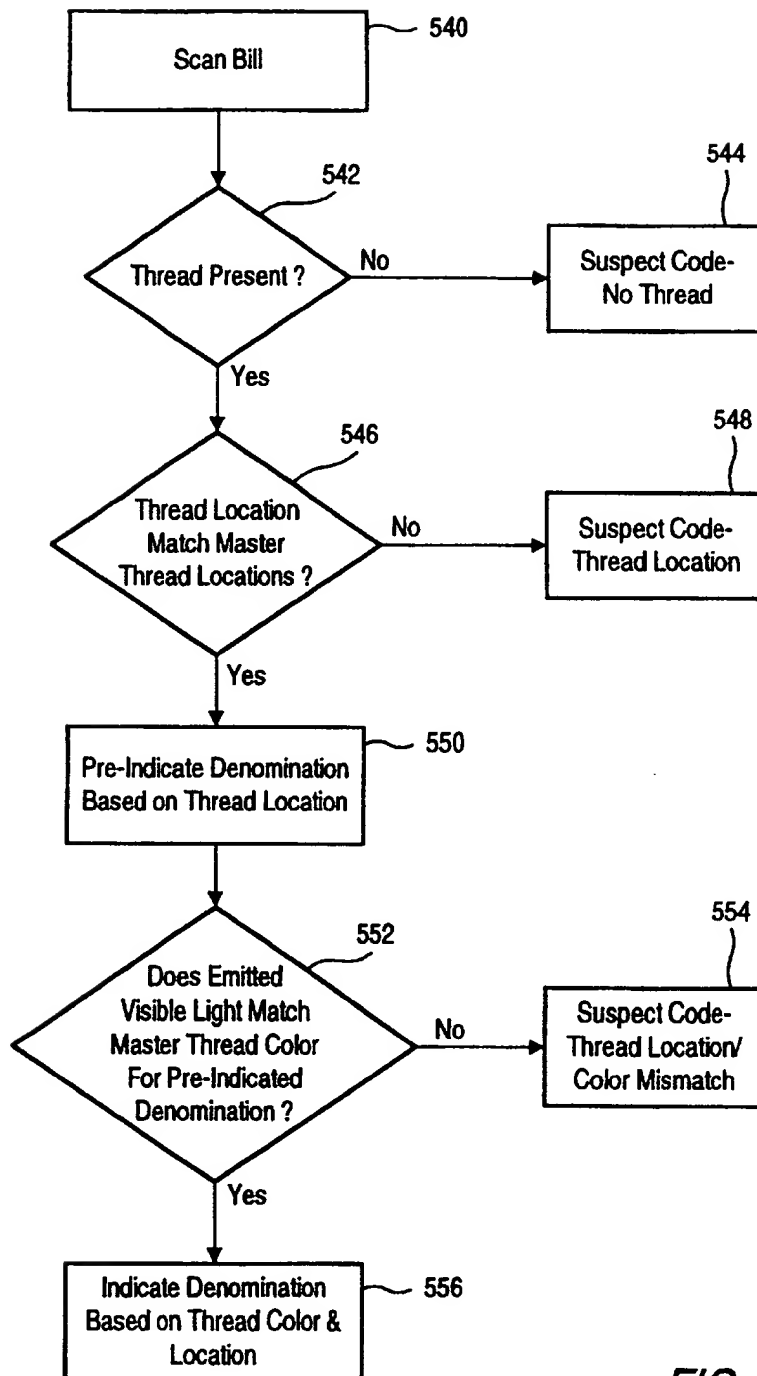 540
Scan Bill
542
544
Thread Present ?
No
Suspect Code-
No Thread
Yes
546
548
Thread Location
Match Master
Thread Locations ?
No
Suspect Code-
Thread Location
Yes
550
Pre-Indicate Denomination
Based on Thread Location
552
554
Does Emitted
Visible Light Match
Master Thread Color
For Pre-Indicated
Denomination ?
No
Suspect Code-
Thread Location/
Color Mismatch
Yes
556
Indicate Denomination
Based on Thread Color &
Location
FIG